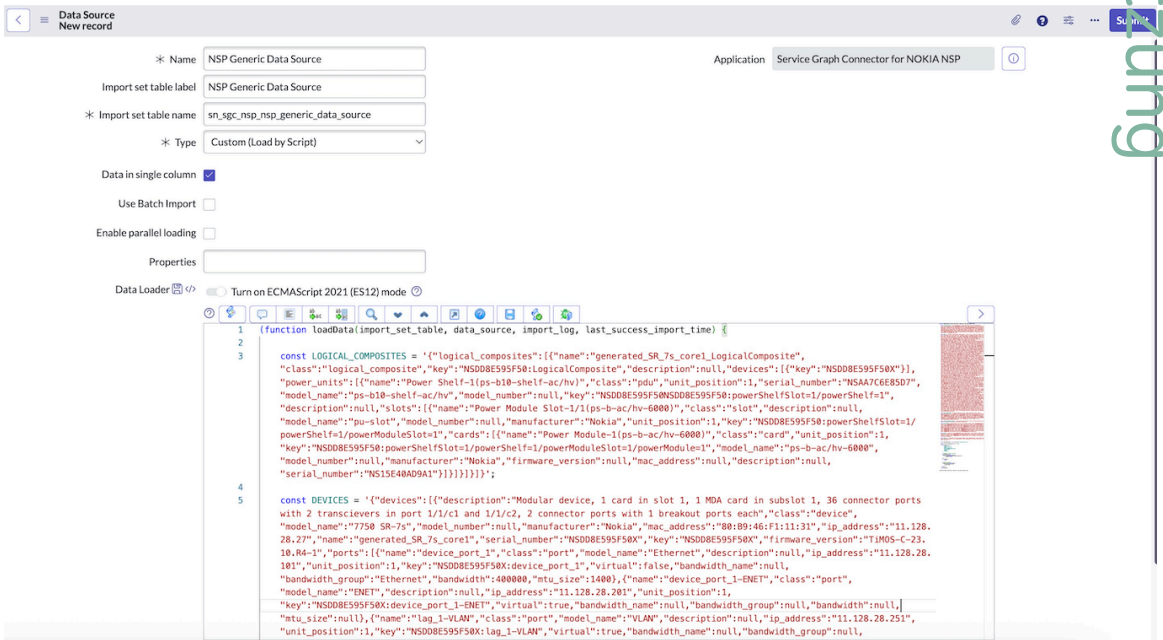 Data Source
New record
Submit
zung
Name
NSP Generic Data Source
Application
Service Graph Connector for NOKIA NSP
Import set table label
NSP Generic Data Source
Import set table name
sn_sgc_nsp_nsp_generic_data_source
Type
Custom (Load by Script)
Data in single column
Use Batch Import
Enable parallel loading
Properties
Data Loader
Turn on ECMAScript 2021 (ES12) mode
1 (function loadData(import_set_table, data_source, import_log, last_success_import_time) {
2
3 const LOGICAL_COMPOSITES = '{"logical_composites":[{"name":"generated_SR_7s_core1_LogicalComposite",
"class":"logical_composite","key":"NSDD8E595F50:LogicalComposite","description":null,"devices":[{"key":"NSDD8E595F50X"}],
"power_units":[{"name":"Power Shelf-1(ps-b10-shelf-ac/hv)","class":"pdu","unit_position":1,"serial_number":"NSAA7C6E85D7",
"model_name":"ps-b10-shelf-ac/hv","model_number":null,"key":"NSDD8E595F50NSDD8E595F50:powerShelfSlot=1/powerShelf=1",
"description":null,"slots":[{"name":"Power Module Slot-1/1(ps-b-ac/hv-6000)","class":"slot","description":null,
"model_name":"pu-slot","model_number":null,"manufacturer":"Nokia","unit_position":1,"key":"NSDD8E595F50:powerShelfSlot=1/
powerShelf=1/powerModuleSlot=1","cards":[{"name":"Power Module-1(ps-b-ac/hv-6000)","class":"card","unit_position":1,
"key":"NSDD8E595F50:powerShelfSlot=1/powerShelf=1/powerModuleSlot=1/powerModule=1","model_name":"ps-b-ac/hv-6000",
"model_number":null,"manufacturer":"Nokia","firmware_version":null,"mac_address":null,"description":null,
"serial_number":"NS15E40AD9A1"}]}]}]}]}';
4
5 const DEVICES = '{"devices":[{"description":"Modular device, 1 card in slot 1, 1 MDA card in subslot 1, 36 connector ports
with 2 transcievers in port 1/1/c1 and 1/1/c2, 2 connector ports with 1 breakout ports each","class":"device",
"model_name":"7750 SR-7s","model_number":null,"manufacturer":"Nokia","mac_address":"80:B9:46:F1:11:31","ip_address":"11.128.
28.27","name":"generated_SR_7s_core1","serial_number":"NSDD8E595F50X","key":"NSDD8E595F50X","firmware_version":"TiMOS-C-23.
10.R4-1","ports":[{"name":"device_port_1","class":"port","model_name":"Ethernet","description":null,"ip_address":"11.128.28.
101","unit_position":1,"key":"NSDD8E595F50X:device_port_1","virtual":false,"bandwidth_name":null,
"bandwidth_group":"Ethernet","bandwidth":400000,"mtu_size":1400},{"name":"device_port_1-ENET","class":"port",
"model_name":"ENET","description":null,"ip_address":"11.128.28.201","unit_position":1,
"key":"NSDD8E595F50X:device_port_1-ENET","virtual":true,"bandwidth_name":null,"bandwidth_group":null,"bandwidth":null,
"mtu_size":null},{"name":"lag_1-VLAN","class":"port","model_name":"VLAN","description":null,"ip_address":"11.128.28.251",
"unit_position":1,"key":"NSDD8E595F50X:lag_1-VLAN","virtual":true,"bandwidth_name":null,"bandwidth_group":null,